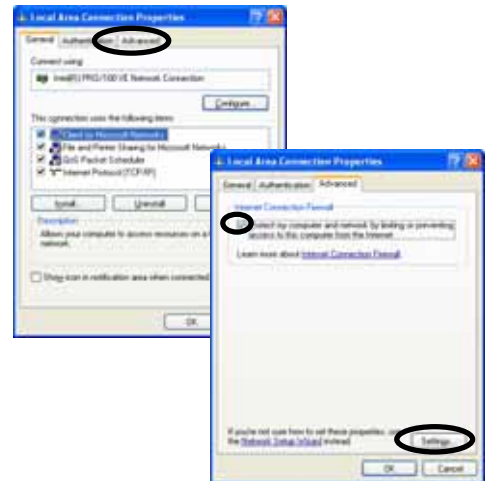 Local Area Connection Properties
General Authentication Advanced
Connect using:
Intel(R) PRO/100 VE Network Connection
Configure...
This connection uses the following items:
Client for Microsoft Networks
File and Printer Sharing for Microsoft Networks
QoS Packet Scheduler
Internet Protocol (TCP/IP)
Install... Uninstall
Description
Allows your computer to access resources on a
network.
Show icon in notification area when connected
OK
Local Area Connection Properties
General Authentication Advanced
Internet Connection Firewall
Protect my computer and network by limiting or preventing
access to this computer from the Internet
Learn more about Internet Connection Firewall.
If you're not sure how to set these properties, use
the Network Setup Wizard instead.
Settings...
OK Cancel